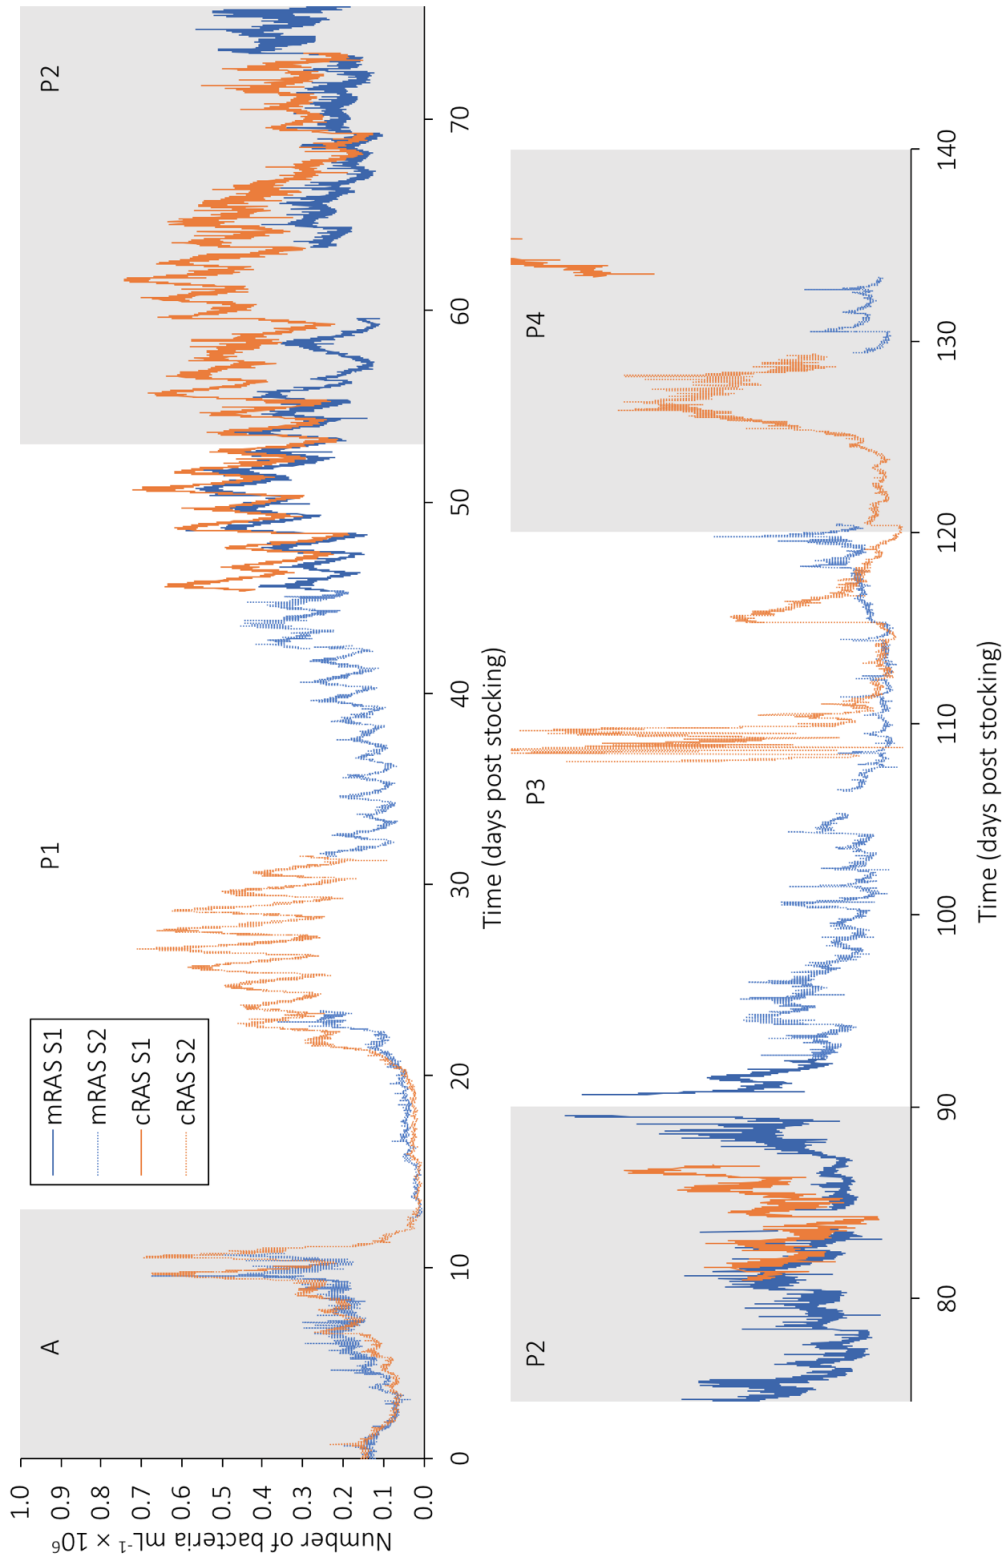 Number of bacteria mL⁻¹ × 10⁶
1.0
0.9
0.8
0.7
0.6
0.5
0.4
0.3
0.2
0.1
0.0
A
P1
P2
mRAS S1
mRAS S2
cRAS S1
cRAS S2
0 10 20 30 40 50 60 70
Time (days post stocking)
P2
P3
P4
80 90 100 110 120 130 140
Time (days post stocking)